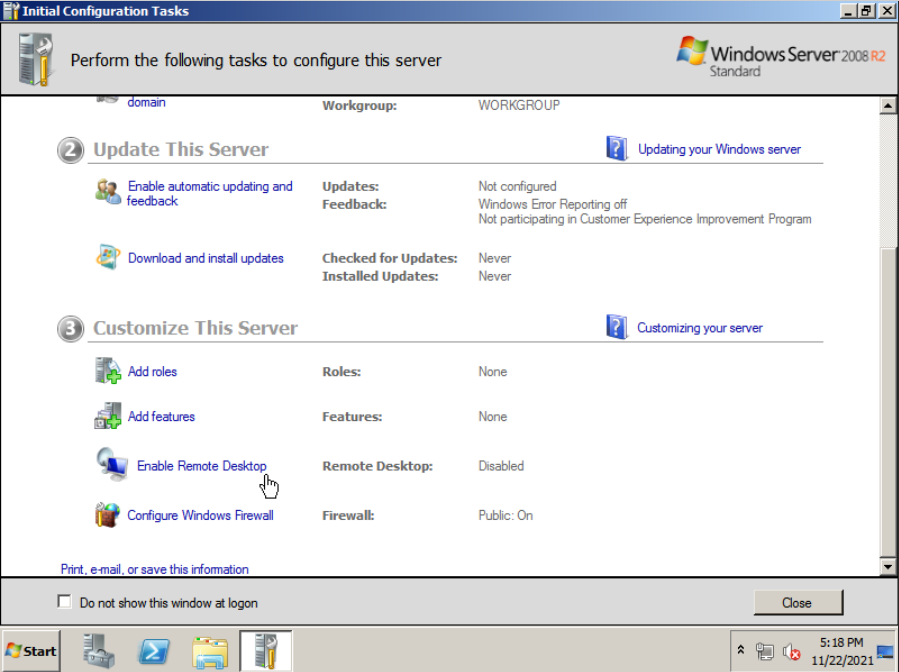 Initial Configuration Tasks
Perform the following tasks to configure this server
Windows Server 2008 R2
Standard
domain
Workgroup: WORKGROUP
2 Update This Server
Updating your Windows server
Enable automatic updating and feedback
Updates: Not configured
Feedback: Windows Error Reporting off
Not participating in Customer Experience Improvement Program
Download and install updates
Checked for Updates: Never
Installed Updates: Never
3 Customize This Server
Customizing your server
Add roles Roles: None
Add features Features: None
Enable Remote Desktop Remote Desktop: Disabled
Configure Windows Firewall Firewall: Public: On
Print, e-mail, or save this information
Do not show this window at logon
Close
Start
5:18 PM
11/22/2021